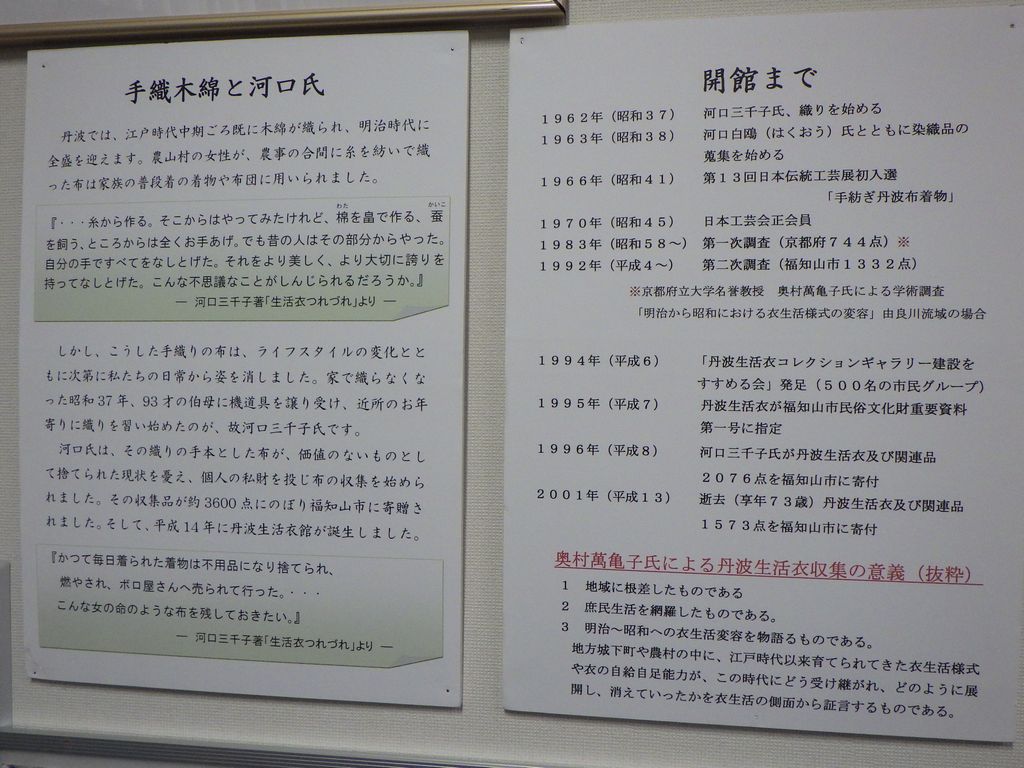 手織木綿と河口氏
丹波では、江戸時代中期ごろ既に木綿が織られ、明治時代に
全盛を迎えます。農山村の女性が、農事の合間に糸を紡いで織
った布は家族の普段着の着物や布団に用いられました。
わた かいこ
『・・・糸から作る。そこからはやってみたけれど、棉を畠で作る、蚕
を飼う、ところからは全くお手あげ。でも昔の人はその部分からやった。
自分の手ですべてをなしとげた。それをより美しく、より大切に誇りを
持ってなしとげた。こんな不思議なことがしんじられるだろうか。』
― 河口三千子著「生活衣つれづれ」より ―
しかし、こうした手織りの布は、ライフスタイルの変化とと
もに次第に私たちの日常から姿を消しました。家で織らなくな
った昭和37年、93才の伯母に機道具を譲り受け、近所のお年
寄りに織りを習い始めたのが、故河口三千子氏です。
河口氏は、その織りの手本とした布が、価値のないものとし
て捨てられた現状を憂え、個人の私財を投じ布の収集を始めら
れました。その収集品が約3600点にのぼり福知山市に寄贈さ
れました。そして、平成14年に丹波生活衣館が誕生しました。
『かつて毎日着られた着物は不用品になり捨てられ、
燃やされ、ボロ屋さんへ売られて行った。・・・
こんな女の命のような布を残しておきたい。』
― 河口三千子著「生活衣つれづれ」より ―
開館まで
1962年（昭和37） 河口三千子氏、織りを始める
1963年（昭和38） 河口白鴎（はくおう）氏とともに染織品の
蒐集を始める
1966年（昭和41） 第13回日本伝統工芸展初入選
「手紡ぎ丹波布着物」
1970年（昭和45） 日本工芸会正会員
1983年（昭和58～） 第一次調査（京都府744点）※
1992年（平成4～） 第二次調査（福知山市1332点）
※京都府立大学名誉教授 奥村萬亀子氏による学術調査
「明治から昭和における衣生活様式の変容」由良川流域の場合
1994年（平成6） 「丹波生活衣コレクションギャラリー建設を
すすめる会」発足（500名の市民グループ）
1995年（平成7） 丹波生活衣が福知山市民俗文化財重要資料
第一号に指定
1996年（平成8） 河口三千子氏が丹波生活衣及び関連品
2076点を福知山市に寄付
2001年（平成13） 逝去（享年73歳）丹波生活衣及び関連品
1573点を福知山市に寄付
奥村萬亀子氏による丹波生活衣収集の意義（抜粋）
1 地域に根差したものである
2 庶民生活を網羅したものである。
3 明治～昭和への衣生活変容を物語るものである。
地方城下町や農村の中に、江戸時代以来育てられてきた衣生活様式
や衣の自給自足能力が、この時代にどう受け継がれ、どのように展
開し、消えていったかを衣生活の側面から証言するものである。